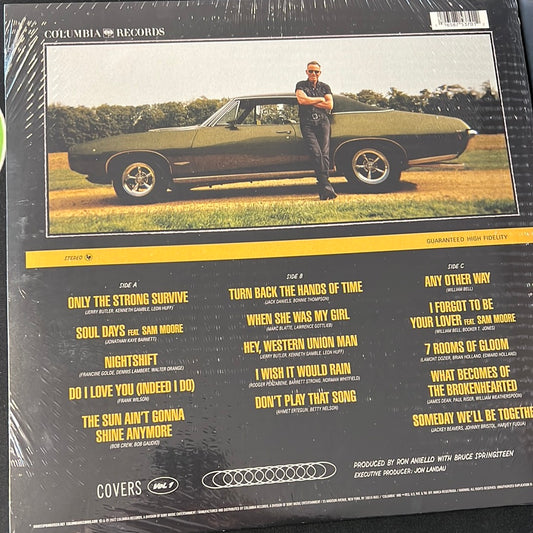 COLUMBIA RECORDS
GUARANTEED HIGH FIDELITY
STEREO
SIDE A
ONLY THE STRONG SURVIVE
(JERRY BUTLER, KENNETH GAMBLE, LEON HUFF)
SOUL DAYS FEAT. SAM MOORE
(JONATHAN KAYE BARNETT)
NIGHTSHIFT
(FRANCINE GOLDE, DENNIS LAMBERT, WALTER ORANGE)
DO I LOVE YOU (INDEED I DO)
(FRANK WILSON)
THE SUN AIN'T GONNA
SHINE ANYMORE
(BOB CREW, BOB GAUDIO)
SIDE B
TURN BACK THE HANDS OF TIME
(JACK DANIELS, BONNIE THOMPSON)
WHEN SHE WAS MY GIRL
(MARC BLATTE, LAWRENCE GOTTLIEB)
HEY, WESTERN UNION MAN
(JERRY BUTLER, KENNETH GAMBLE, LEON HUFF)
I WISH IT WOULD RAIN
(RODGER PENZABENE, BARRETT STRONG, NORMAN WHITFIELD)
DON'T PLAY THAT SONG
(AHMET ERTEGUN, BETTY NELSON)
SIDE C
ANY OTHER WAY
(WILLIAM BELL)
I FORGOT TO BE
YOUR LOVER FEAT. SAM MOORE
(WILLIAM BELL, BOOKER T. JONES)
7 ROOMS OF GLOOM
(LAMONT DOZIER, BRIAN HOLLAND, EDWARD HOLLAND)
WHAT BECOMES OF
THE BROKENHEARTED
(JAMES DEAN, PAUL RISER, WILLIAM WEATHERSPOON)
SOMEDAY WE'LL BE TOGETHE
(JACKEY BEAVERS, JOHNNY BRISTOL, HARVEY FUQUA)
PRODUCED BY RON ANIELLO WITH BRUCE SPRINGSTEEN
EXECUTIVE PRODUCER: JON LANDAU
COVERS VOL. 1